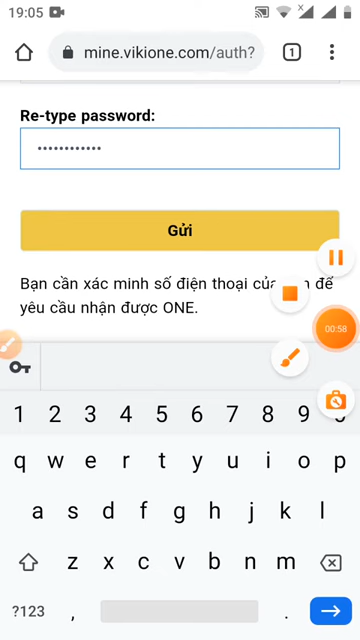 19:05
mine.vikione.com/auth?
1
Re-type password:
••••••••••••
Gửi
Bạn cần xác minh số điện thoại để
yêu cầu nhận được ONE.
00:58
1 2 3 4 5 6 7 8 9
q w e r t y u i o p
a s d f g h j k l
z x c v b n m
?123 , .